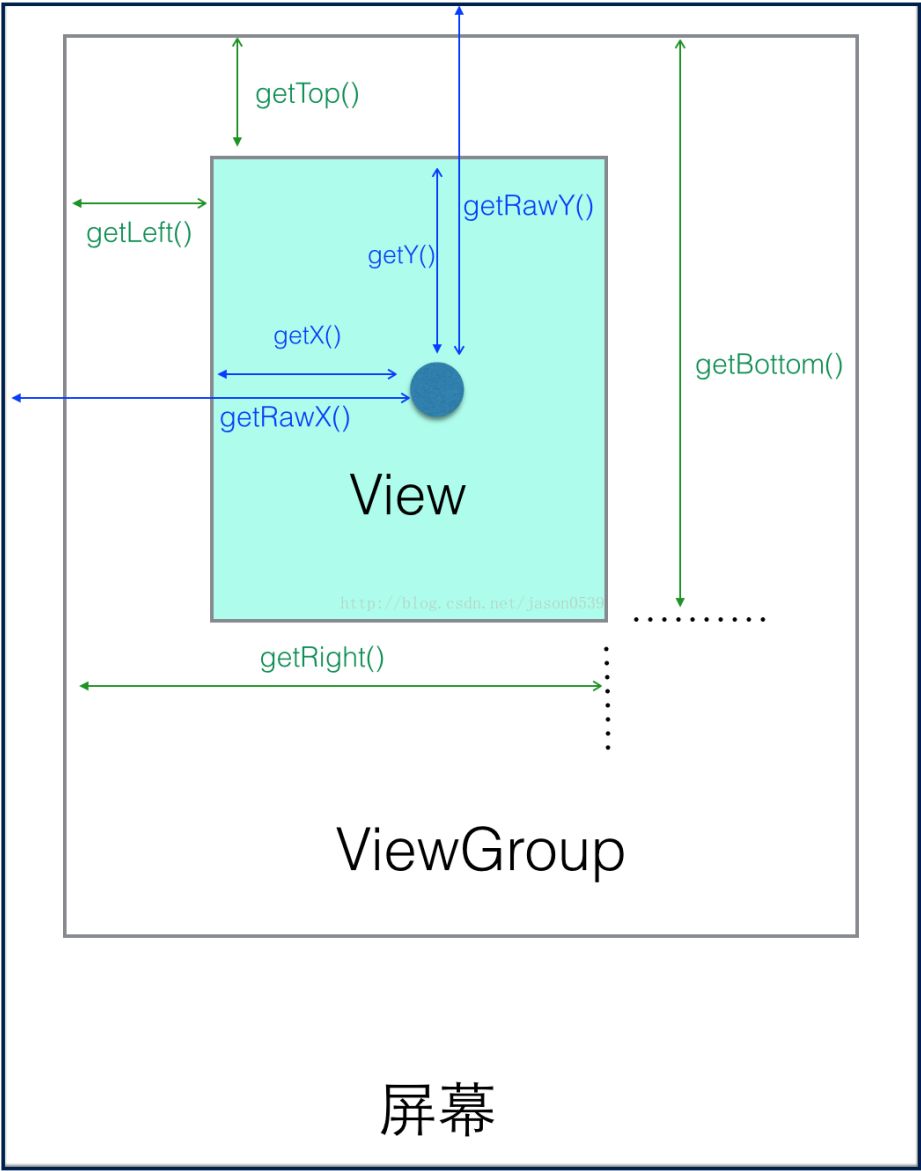 getTop()
getRawY()
getLeft()
getY()
getX()
getBottom()
getRawX()
View
http://blog.csdn.net/jason0539
getRight()
ViewGroup
屏幕